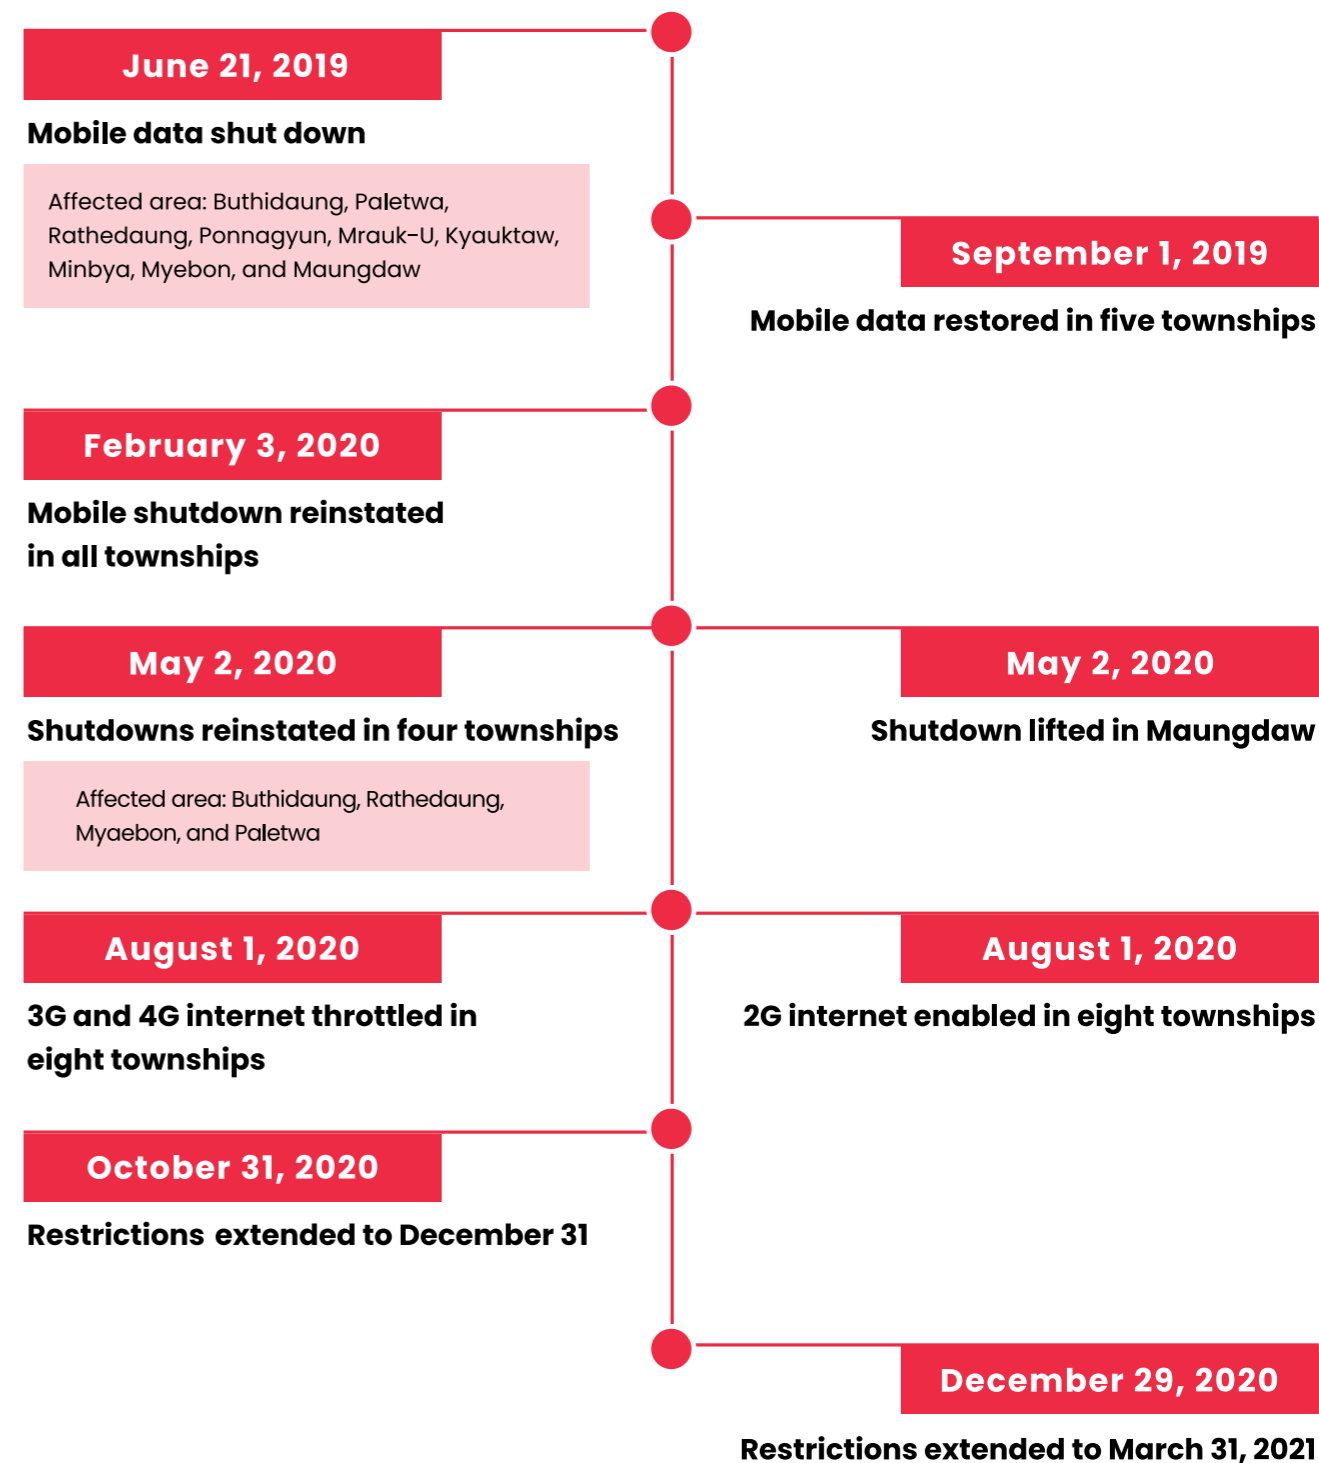 June 21, 2019
Mobile data shut down
Affected area: Buthidaung, Paletwa,
Rathedaung, Ponnagyun, Mrauk-U, Kyauktaw,
Minbya, Myebon, and Maungdaw
September 1, 2019
Mobile data restored in five townships
February 3, 2020
Mobile shutdown reinstated
in all townships
May 2, 2020
Shutdowns reinstated in four townships
Affected area: Buthidaung, Rathedaung,
Myaebon, and Paletwa
May 2, 2020
Shutdown lifted in Maungdaw
August 1, 2020
3G and 4G internet throttled in
eight townships
August 1, 2020
2G internet enabled in eight townships
October 31, 2020
Restrictions extended to December 31
December 29, 2020
Restrictions extended to March 31, 2021